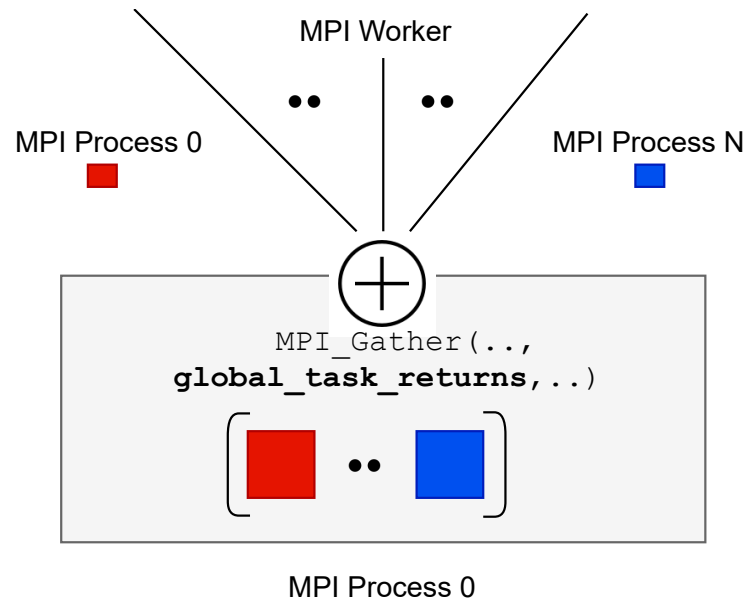 MPI Worker
MPI Process 0
MPI Process N
MPI_Gather(..,
global_task_returns,..)
MPI Process 0